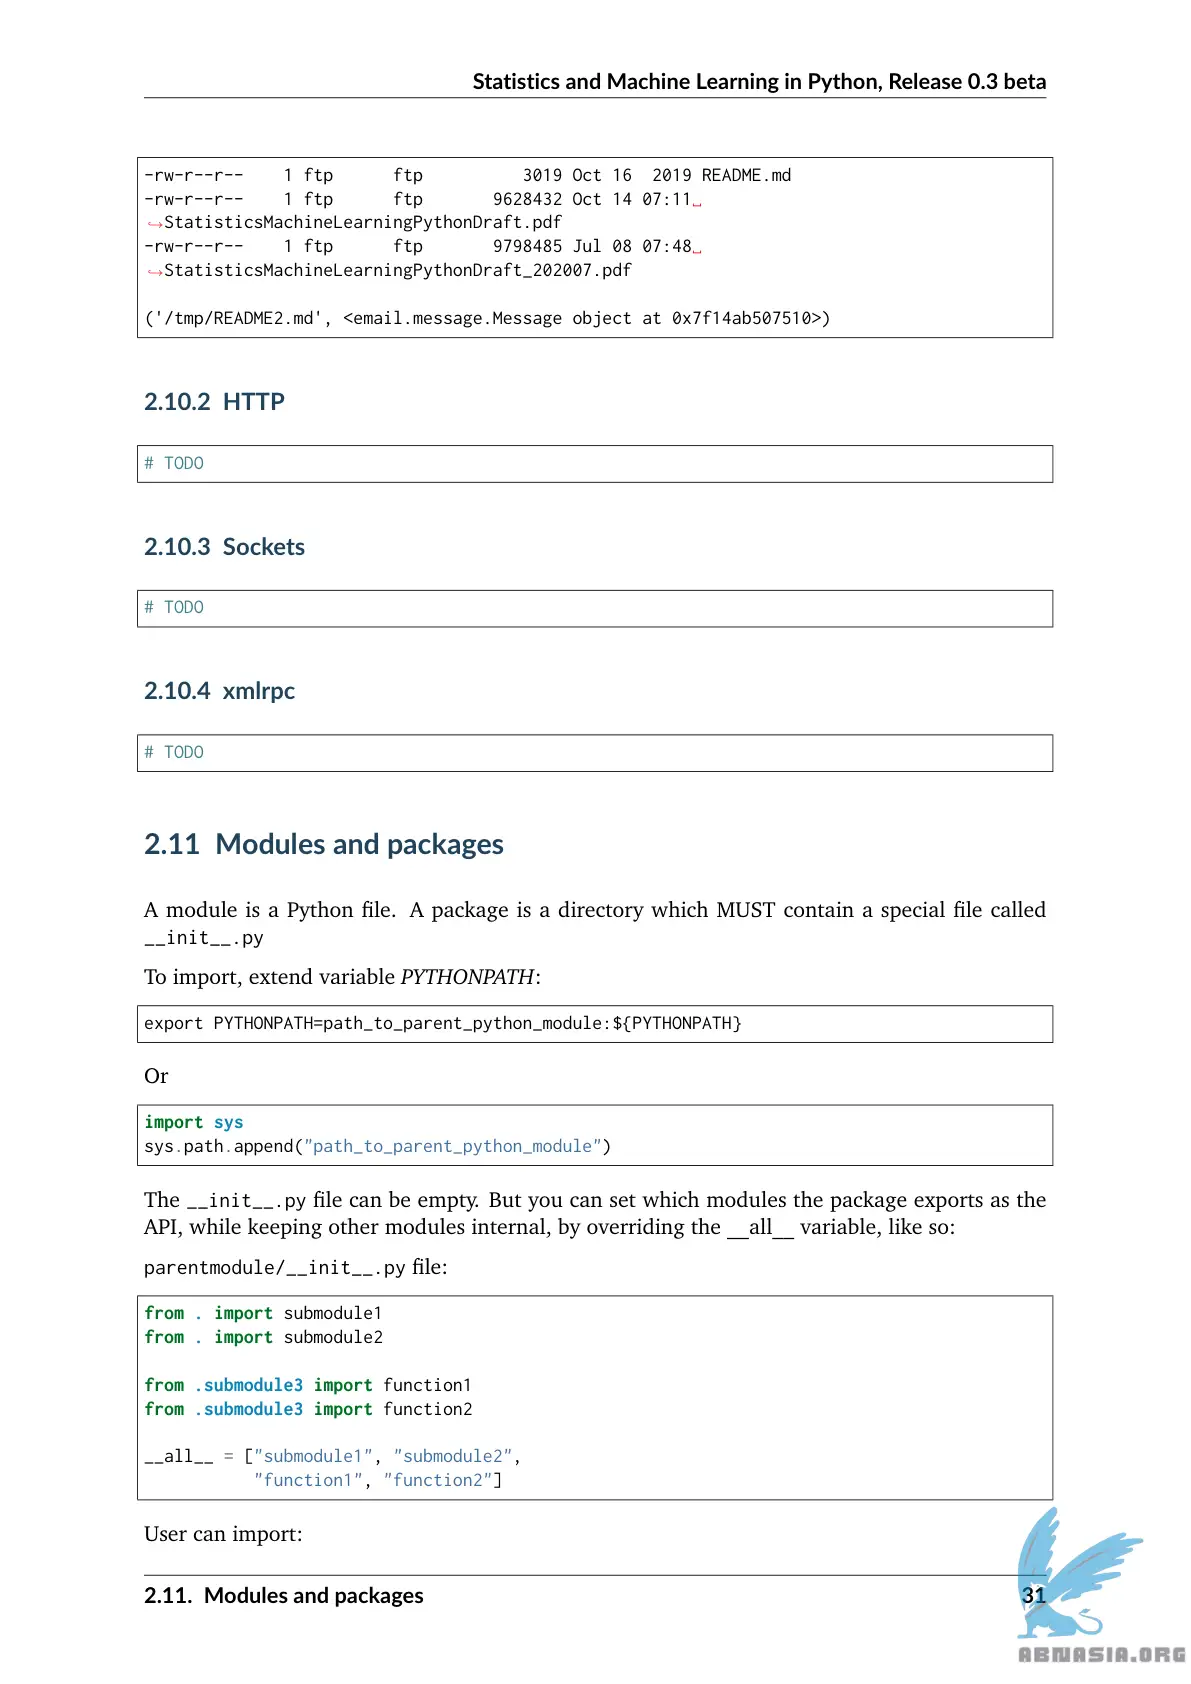 Statistics and Machine Learning in Python, Release 0.3 beta
-rw-r--r--    1 ftp      ftp          3019 Oct 16  2019 README.md
-rw-r--r--    1 ftp      ftp       9628432 Oct 14 07:11␣
↪StatisticsMachineLearningPythonDraft.pdf
-rw-r--r--    1 ftp      ftp       9798485 Jul 08 07:48␣
↪StatisticsMachineLearningPythonDraft_202007.pdf
('/tmp/README2.md', <email.message.Message object at 0x7f14ab507510>)
2.10.2 HTTP
# TODO
2.10.3 Sockets
# TODO
2.10.4 xmlrpc
# TODO
2.11 Modules and packages
A module is a Python file. A package is a directory which MUST contain a special file called
__init__.py
To import, extend variable PYTHONPATH:
export PYTHONPATH=path_to_parent_python_module:${PYTHONPATH}
Or
import sys
sys.path.append("path_to_parent_python_module")
The __init__.py file can be empty. But you can set which modules the package exports as the
API, while keeping other modules internal, by overriding the __all__ variable, like so:
parentmodule/__init__.py file:
from . import submodule1
from . import submodule2
from .submodule3 import function1
from .submodule3 import function2
__all__ = ["submodule1", "submodule2",
           "function1", "function2"]
User can import:
2.11. Modules and packages 31
ABNASIA.ORG